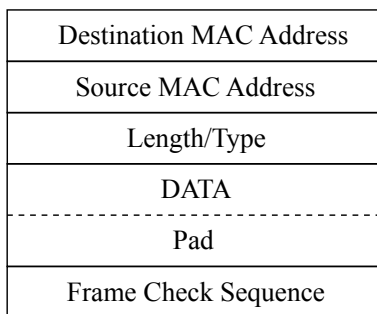 Destination MAC Address
Source MAC Address
Length/Type
DATA
Pad
Frame Check Sequence